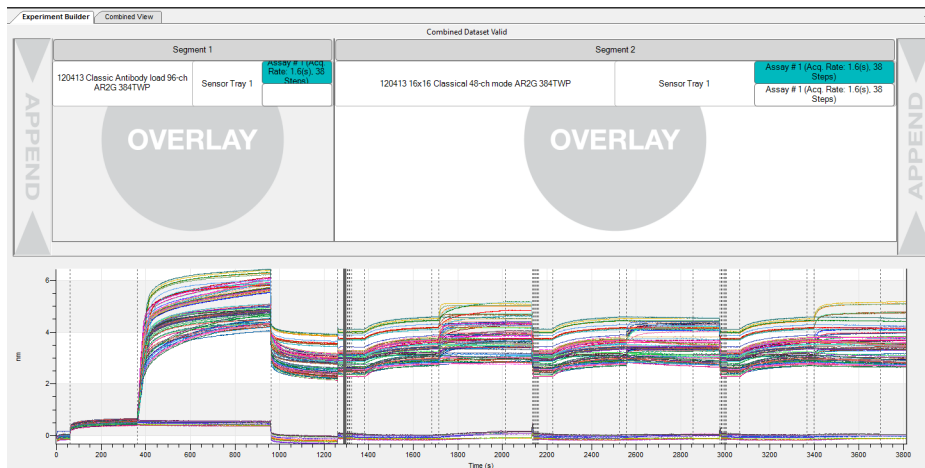 Experiment Builder
Combined View
Combined Dataset Valid
Segment 1
Segment 2
120413 Classic Antibody load 96-ch
AR2G 384TWP
Sensor Tray 1
Assay # 1 (Acq.
Rate: 1.6(s), 38
Steps)
120413 16x16 Classical 48-ch mode AR2G 384TWP
Sensor Tray 1
Assay # 1 (Acq. Rate: 1.6(s), 38
Steps)
Assay # 1 (Acq. Rate: 1.6(s), 38
Steps)
APPEND
OVERLAY
OVERLAY
APPEND
6
4
2
0
nm
0 200 400 600 800 1000 1200 1400 1600 1800 2000 2200 2400 2600 2800 3000 3200 3400 3600 3800
Time (s)